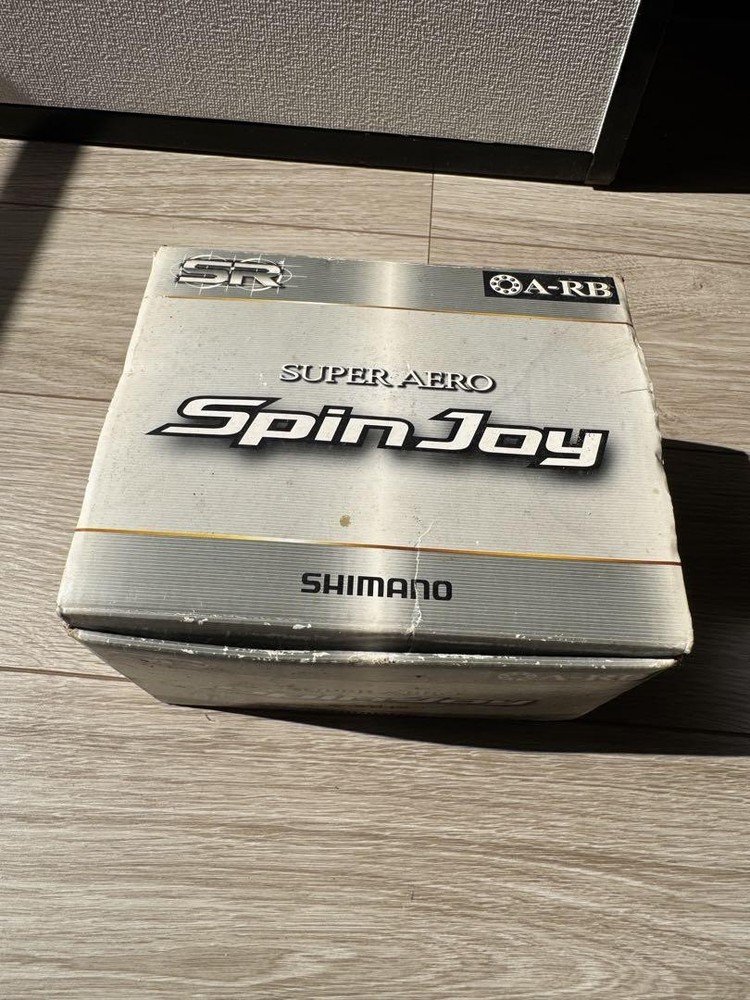 SR
A-RB
SUPER AERO
Spin Joy
SHIMANO